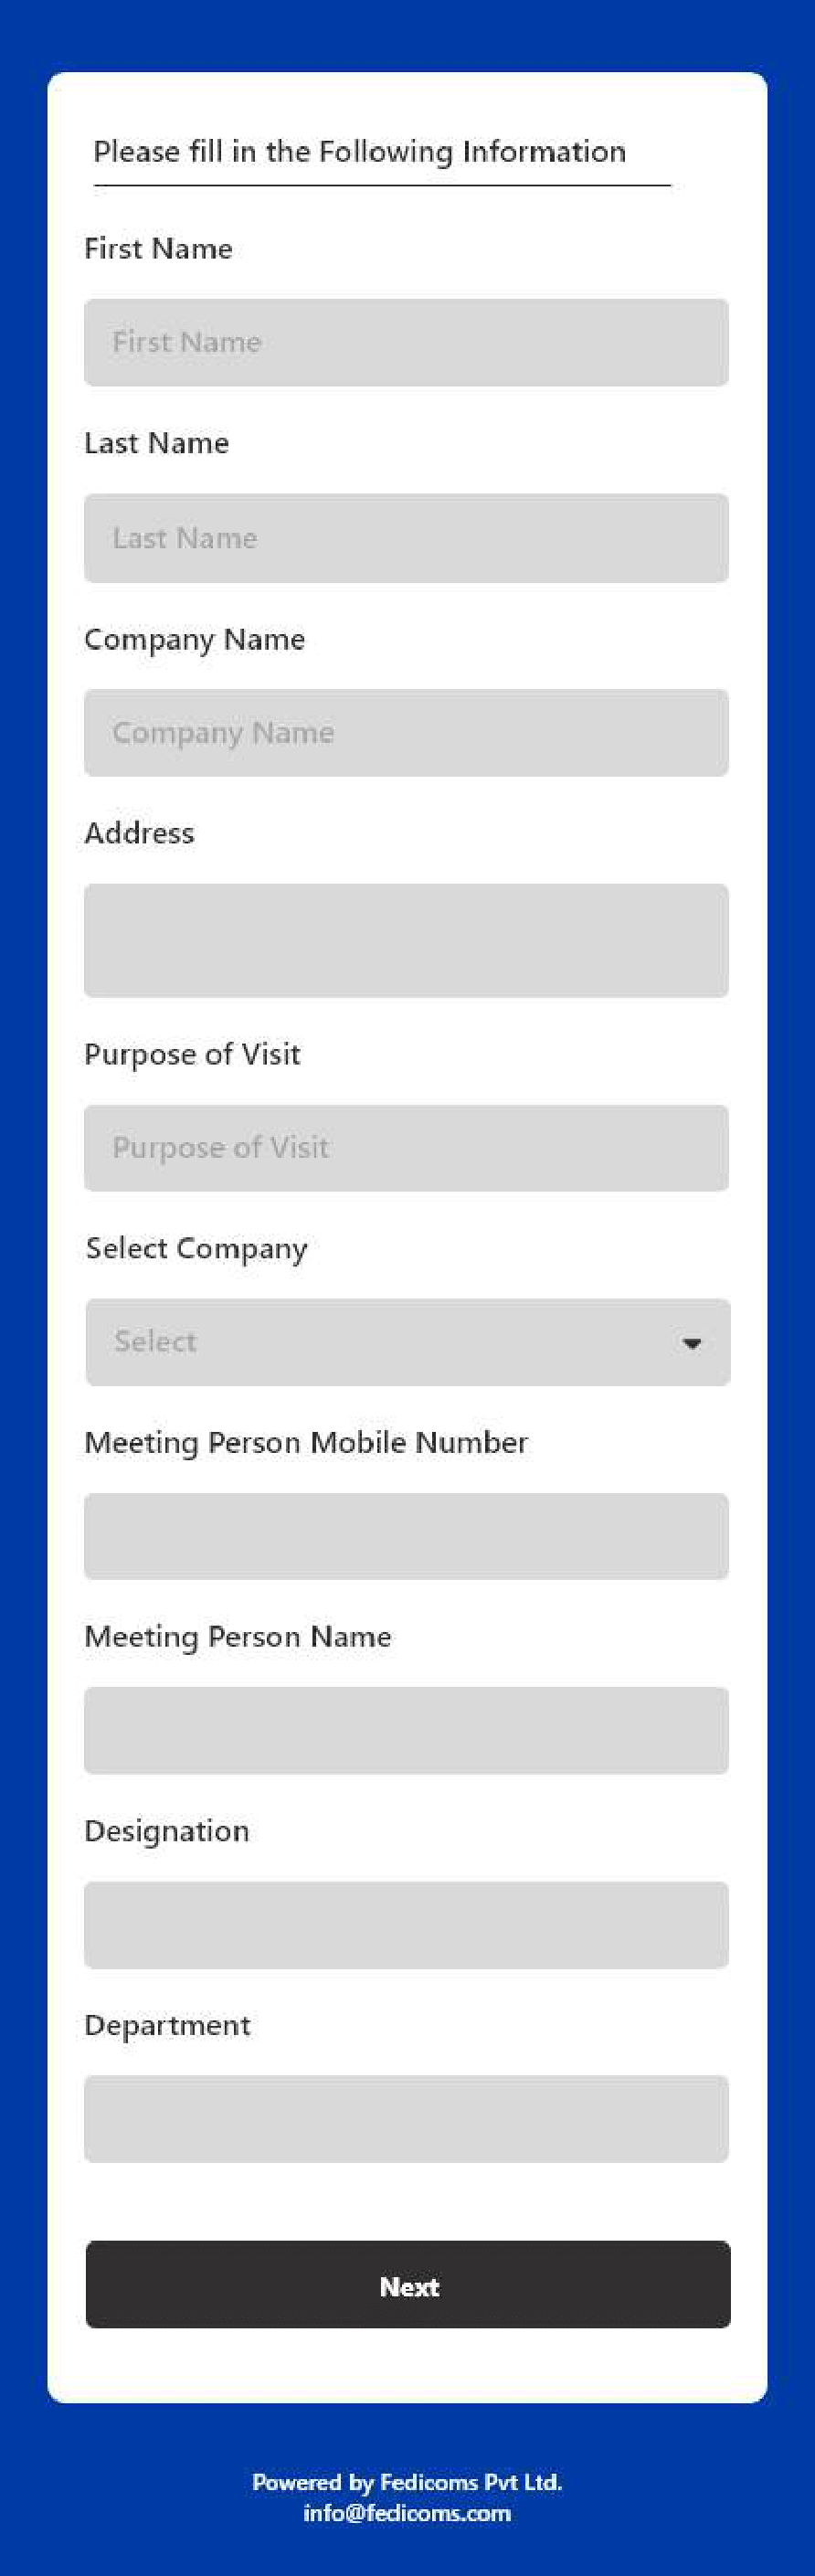 Please fill in the Following Information
First Name
First Name
Last Name
Last Name
Company Name
Company Name
Address
Purpose of Visit
Purpose of Visit
Select Company
Select
Meeting Person Mobile Number
Meeting Person Name
Designation
Department
Next
Powered by Fedicoms Pvt Ltd.
info@fedicoms.com